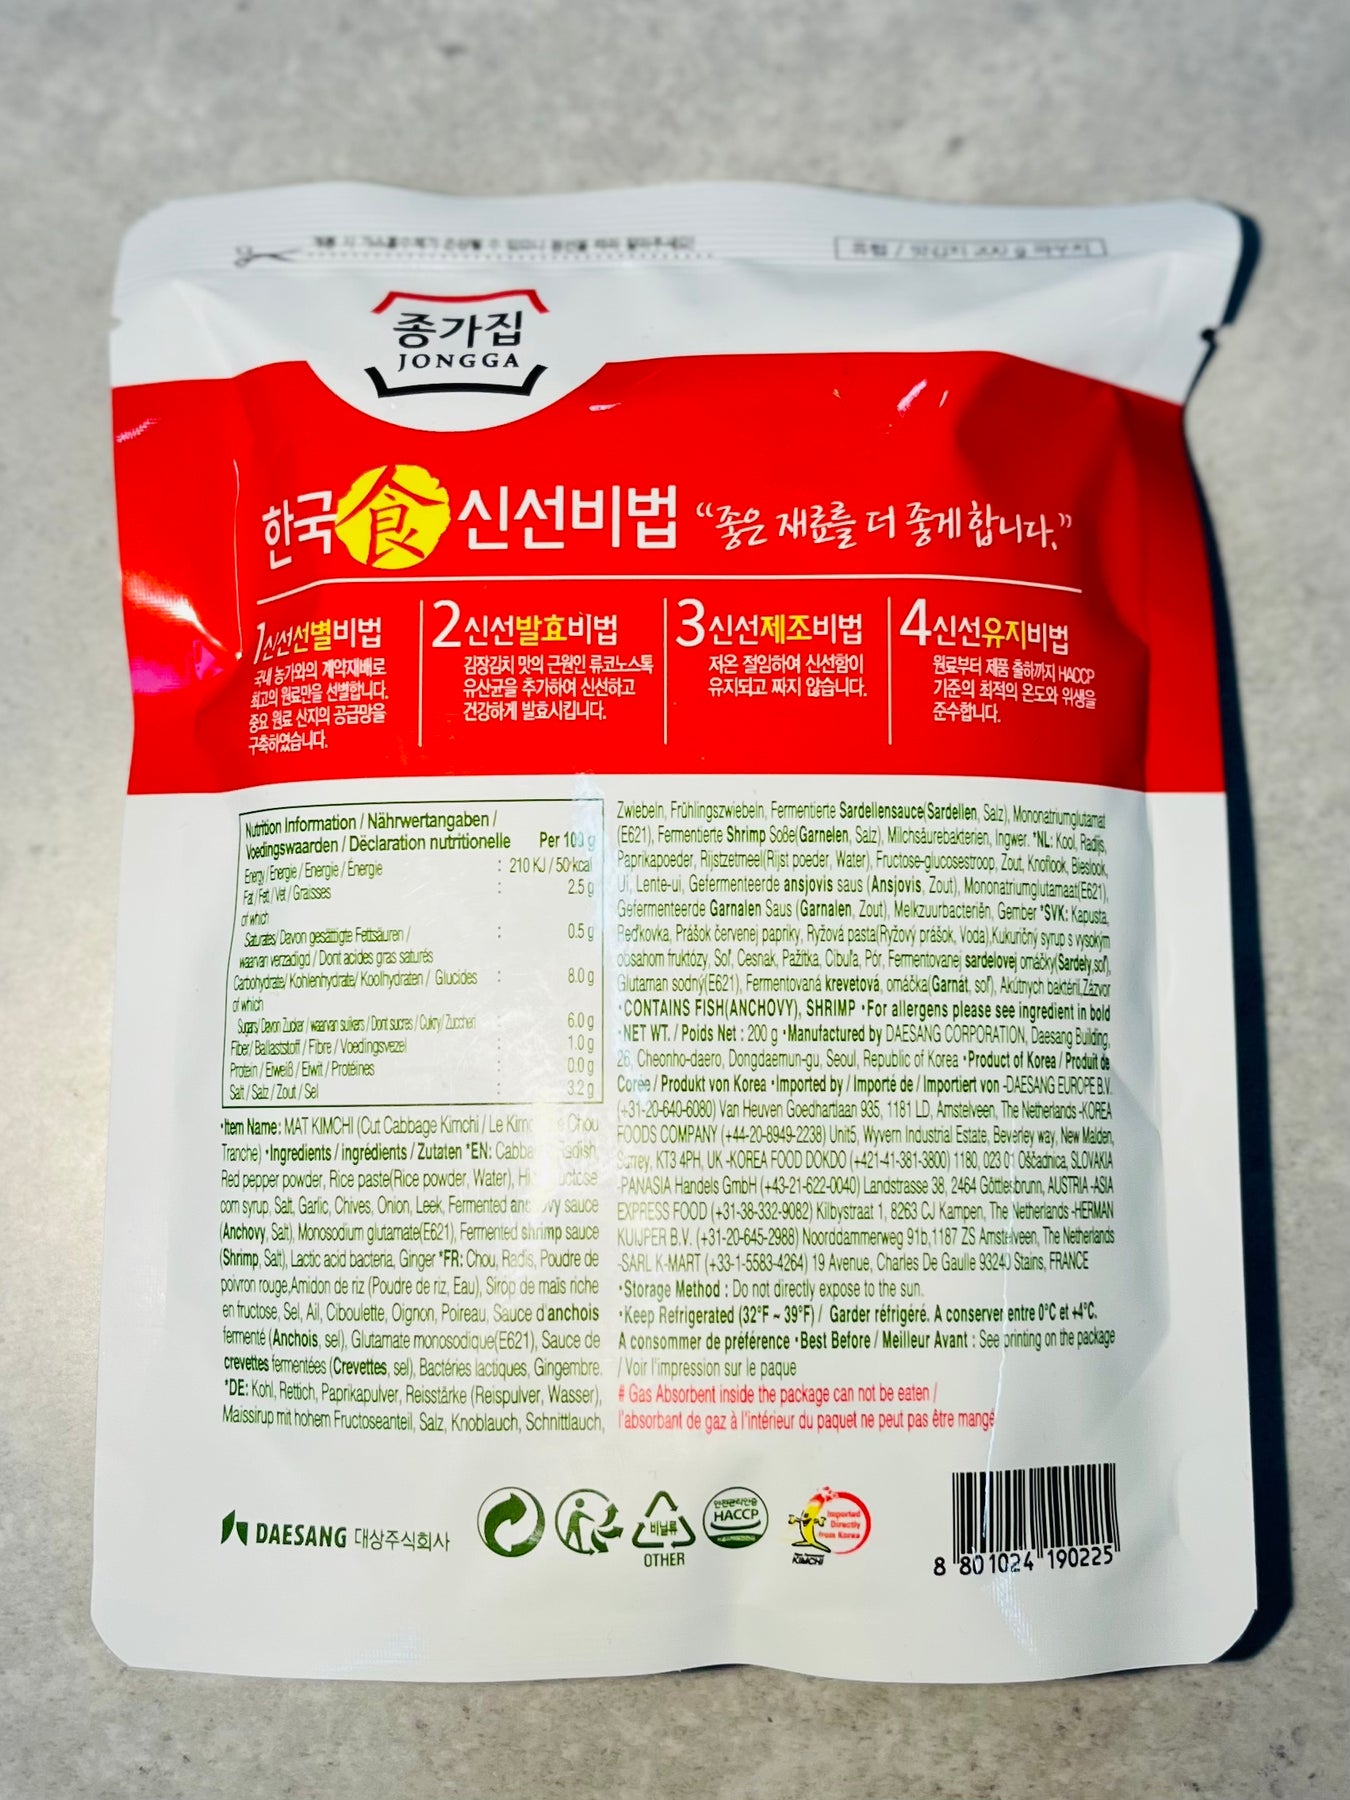 종가집
JONGGA
한국食신선비법 “좋은 재료를 더 좋게 합니다.”
1신선선별비법
국내 농가와의 계약재배로
최고의 원료만을 선별합니다.
중요 원료 산지의 공급망을
구축하였습니다.
2신선발효비법
김장김치 맛의 근원인 류코노스톡
유산균을 추가하여 신선하고
건강하게 발효시킵니다.
3신선제조비법
저온 절임하여 신선함이
유지되고 짜지 않습니다.
4신선유지비법
원료부터 제품 출하까지 HACCP
기준의 최적의 온도와 위생을
준수합니다.
Nutrition Information / Nährwertangaben /
Voedingswaarden / Dèclaration nutritionelle Per 100 g
Energy / Energie / Energie / Énergie : 210 KJ / 50 kcal
Fat / Fett / Vet / Graisses : 2.5 g
of which
Saturates / Davon gesättigte Fettsäuren / : 0.5 g
waarvan verzadigd / Dont acides gras saturés
Carbohydrate / Kohlenhydrate / Koolhydraten / Glucides : 8.0 g
of which
Sugars / Davon Zucker / waarvan suikers / Dont sucres / Cukry / Zuccheri : 6.0 g
Fiber / Ballaststoff / Fibre / Voedingsvezel : 1.0 g
Protein / Eiweiß / Eiwit / Protéines : 0.0 g
Salt / Salz / Zout / Sel : 3.2 g
•Item Name: MAT KIMCHI (Cut Cabbage Kimchi / Le Chou
Tranche) •Ingredients / ingrédients / Zutaten *EN:
Red pepper powder, Rice paste(Rice powder, Water),
corn syrup, Salt, Garlic, Chives, Onion, Leek, Fermented sauce
(Anchovy, Salt), Monosodium glutamate(E621), Fermented shrimp sauce
(Shrimp, Salt), Lactic acid bacteria, Ginger *FR: Chou, Radis, Poudre de
poivron rouge,Amidon de riz (Poudre de riz, Eau), Sirop de maïs riche
en fructose, Sel, Ail, Ciboulette, Oignon, Poireau, Sauce d'anchois
fermenté (Anchois, sel), Glutamate monosodique(E621), Sauce de
crevettes fermentées (Crevettes, sel), Bactéries lactiques, Gingembre.
*DE: Kohl, Rettich, Paprikapulver, Reisstärke (Reispulver, Wasser),
Maissirup mit hohem Fructoseanteil, Salz, Knoblauch, Schnittlauch,
Zwiebeln, Frühlingszwiebeln, Fermentierte Sardellensauce(Sardellen, Salz), Mononatriumglutamat
(E621), Fermentierte Shrimp Soße(Garnelen, Salz), Milchsäurebakterien, Ingwer. *NL: Kool, Radijs,
Paprikapoeder, Rijstzetmeel(Rijst poeder, Water), Fructose-glucosestroop, Zout, Knoflook, Bieslook,
Ui, Lente-ui, Gefermenteerde ansjovis saus (Ansjovis, Zout), Mononatriumglutamaat(E621),
Gefermenteerde Garnalen Saus (Garnalen, Zout), Melkzuurbacteriën, Gember *SVK: Kapusta,
Reďkovka, Prášok červenej papriky, Ryžová pasta(Ryžový prášok, Voda),Kukuričný syrup s vysokým
obsahom fruktózy, Soľ, Cesnak, Pažítka, Cibuľa, Pór, Fermentovanej sardelovej omáčky(Sardely,soľ),
Glutaman sodný(E621), Fermentovaná krevetová, omáčka(Garnát, soľ), Akútnych baktérií,Zázvor
•CONTAINS FISH(ANCHOVY), SHRIMP •For allergens please see ingredient in bold
•NET WT. / Poids Net : 200 g •Manufactured by DAESANG CORPORATION, Daesang Building,
26, Cheonho-daero, Dongdaemun-gu, Seoul, Republic of Korea •Product of Korea / Produit de
Corée / Produkt von Korea •Imported by / Importé de / Importiert von -DAESANG EUROPE B.V.
(+31-20-640-6080) Van Heuven Goedhartlaan 935, 1181 LD, Amstelveen, The Netherlands -KOREA
FOODS COMPANY (+44-20-8949-2238) Unit5, Wyvern Industrial Estate, Beverley way, New Malden,
Surrey, KT3 4PH, UK -KOREA FOOD DOKDO (+421-41-381-3800) 1180, 023 01 Oščadnica, SLOVAKIA
-PANASIA Handels GmbH (+43-21-622-0040) Landstrasse 38, 2464 Göttlesbrunn, AUSTRIA -ASIA
EXPRESS FOOD (+31-38-332-9082) Kilbystraat 1, 8263 CJ Kampen, The Netherlands -HERMAN
KUIJPER B.V. (+31-20-645-2988) Noorddammerweg 91b,1187 ZS Amstelveen, The Netherlands
-SARL K-MART (+33-1-5583-4264) 19 Avenue, Charles De Gaulle 93240 Stains, FRANCE
•Storage Method : Do not directly expose to the sun.
•Keep Refrigerated (32°F ~ 39°F) / Garder réfrigéré. A conserver entre 0°C et +4°C.
A consommer de préférence •Best Before / Meilleur Avant : See printing on the package
/ Voir l'impression sur le paque
# Gas Absorbent inside the package can not be eaten /
l'absorbant de gaz à l'intérieur du paquet ne peut pas être mangé
DAESANG 대상주식회사
비닐류
OTHER
안전관리인증
HACCP
KIMCHI
Imported
Directly
from Korea
8 801024 190225